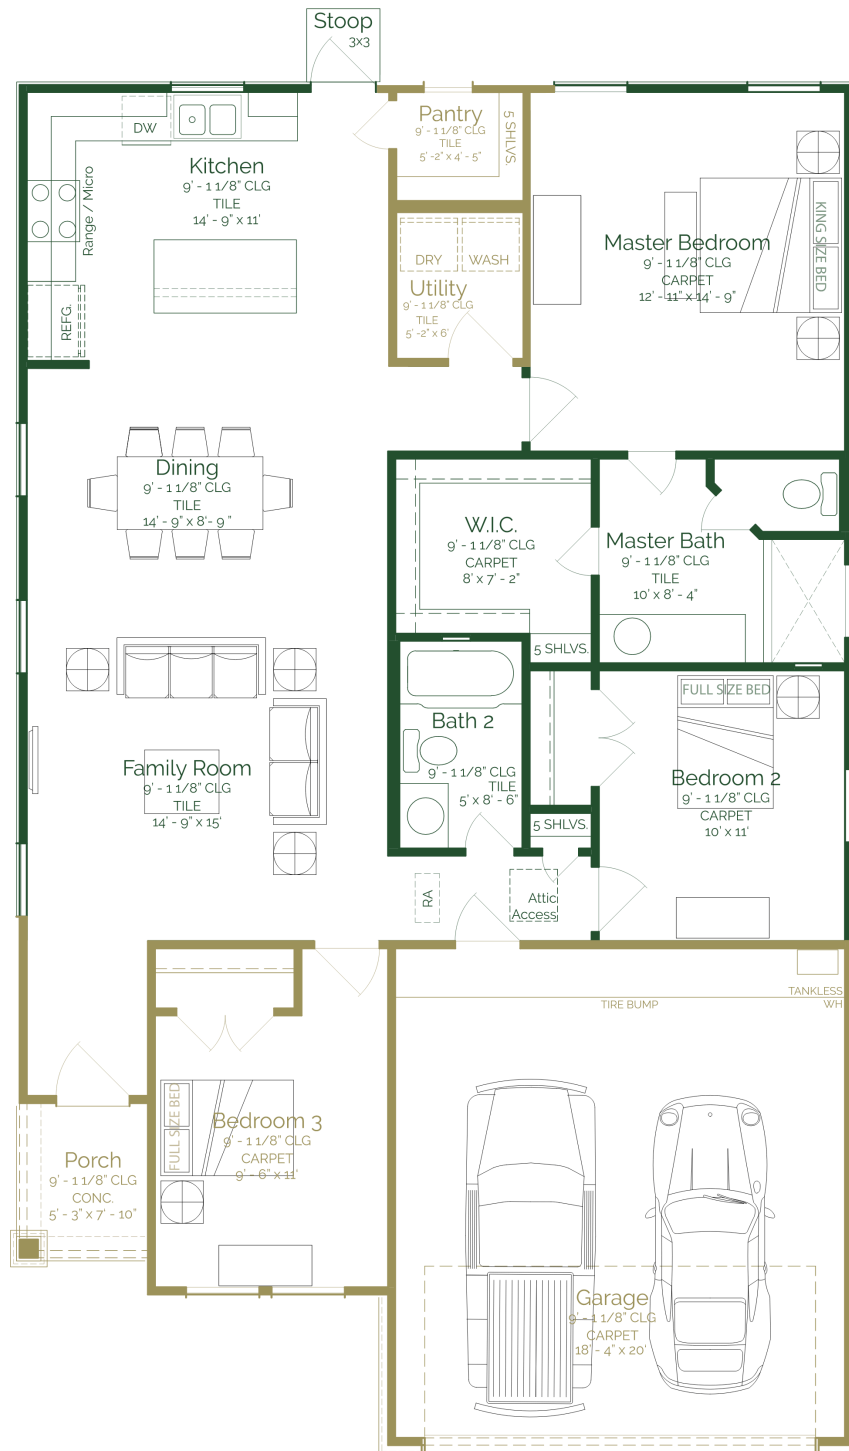 Stoop
3x3
DW
Kitchen
9' - 1 1/8" CLG
TILE
14' - 9" x 11'
Range / Micro
REFG.
Pantry
9' - 1 1/8" CLG
TILE
5' -2" x 4' - 5"
5 SHLVS.
DRY
WASH
Utility
9' - 1 1/8" CLG
TILE
5' -2" x 6'
Master Bedroom
9' - 1 1/8" CLG
CARPET
12' - 11" x 14' - 9"
KING SIZE BED
Dining
9' - 1 1/8" CLG
TILE
14' - 9" x 8'- 9 "
W.I.C.
9' - 1 1/8" CLG
CARPET
8' x 7' - 2"
5 SHLVS.
Master Bath
9' - 1 1/8" CLG
TILE
10' x 8' - 4"
Family Room
9' - 1 1/8" CLG
TILE
14' - 9" x 15'
Bath 2
9' - 1 1/8" CLG
TILE
5' x 8' - 6"
FULL SIZE BED
Bedroom 2
9' - 1 1/8" CLG
CARPET
10' x 11'
5 SHLVS.
RA
Attic
Access
TANKLESS
WH
TIRE BUMP
FULL SIZE BED
Bedroom 3
9' - 1 1/8" CLG
CARPET
9' - 6" x 11'
Porch
9' - 1 1/8" CLG
CONC.
5' - 3" x 7' - 10"
Garage
9' - 1 1/8" CLG
CARPET
18' - 4" x 20'